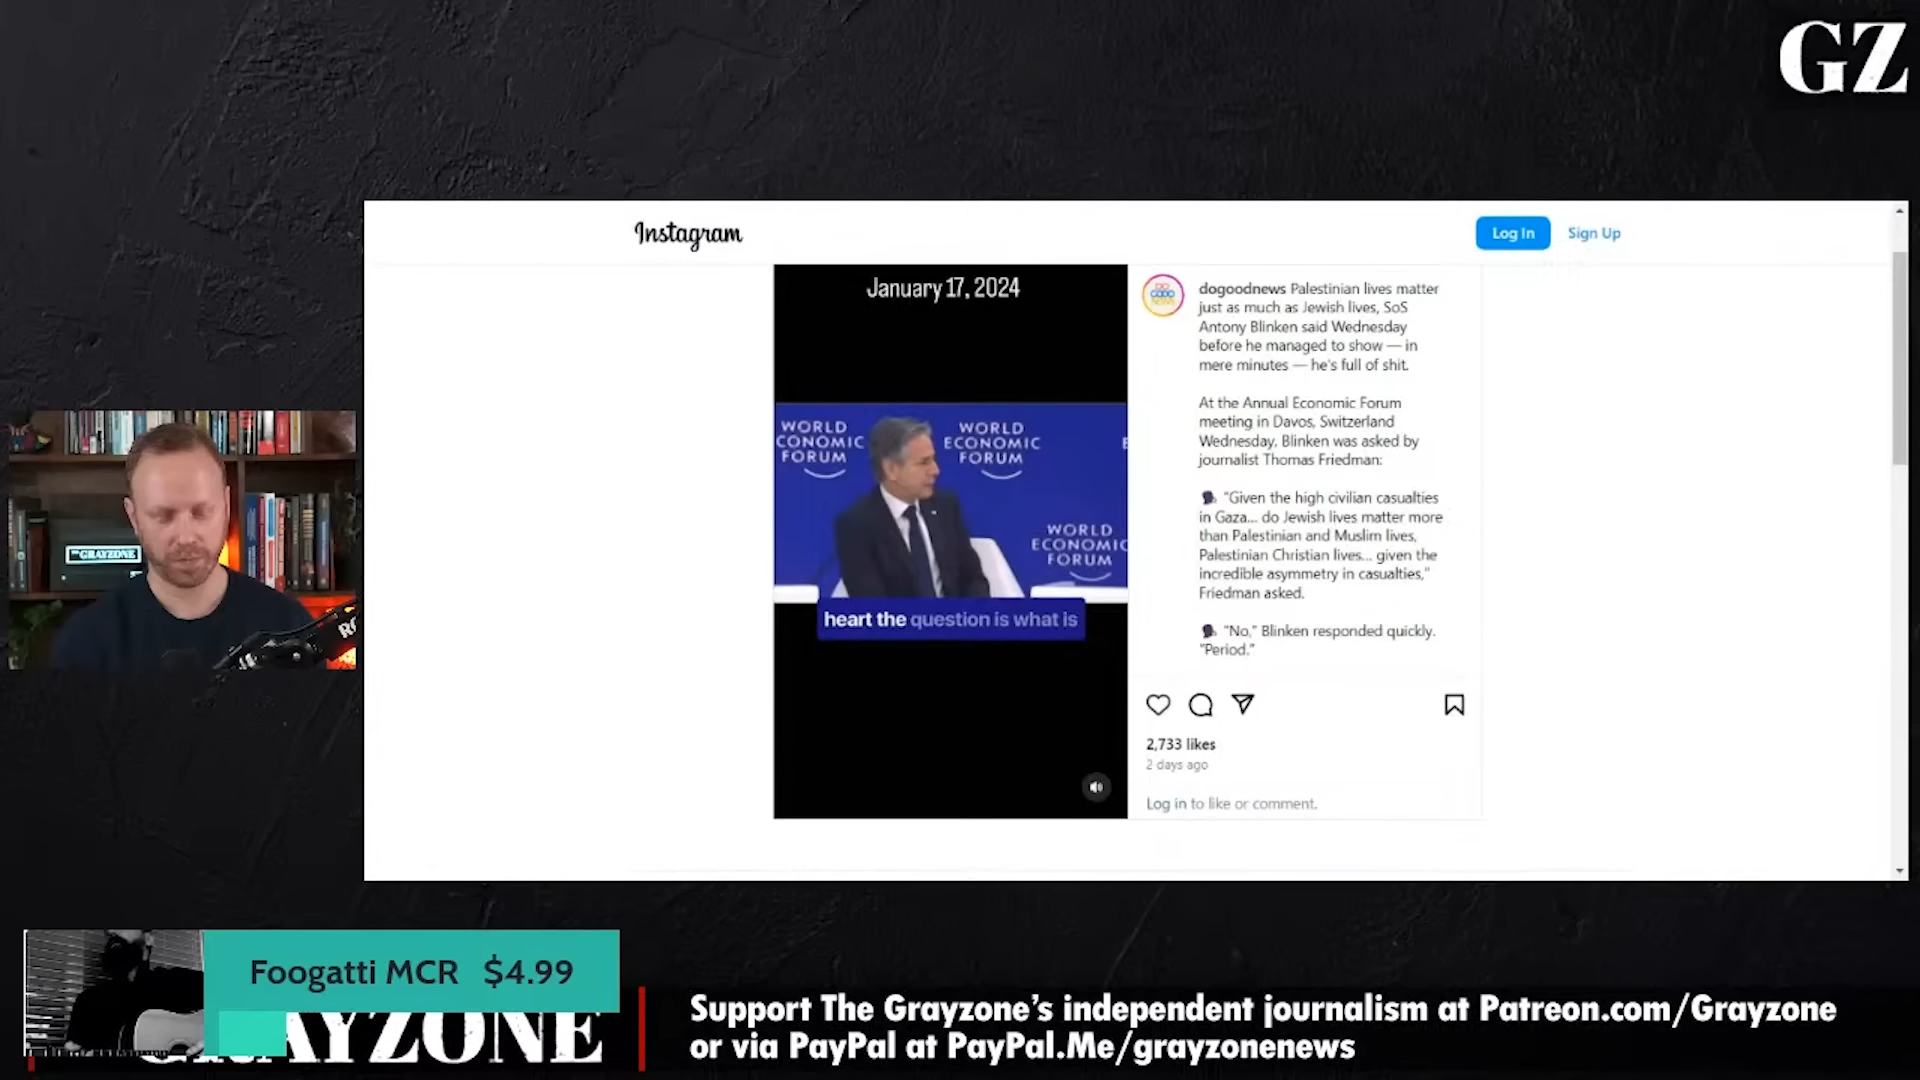 GZ
Instagram
Log In
Sign Up
January 17, 2024
WORLD
ECONOMIC
FORUM
WORLD
ECONOMIC
FORUM
WORLD
ECONOMIC
FORUM
heart the question is what is
dogoodnews Palestinian lives matter
just as much as Jewish lives, SoS
Antony Blinken said Wednesday
before he managed to show — in
mere minutes — he's full of shit.
At the Annual Economic Forum
meeting in Davos, Switzerland
Wednesday, Blinken was asked by
journalist Thomas Friedman:
🗣 "Given the high civilian casualties
in Gaza... do Jewish lives matter more
than Palestinian and Muslim lives,
Palestinian Christian lives... given the
incredible asymmetry in casualties,"
Friedman asked.
🗣 "No," Blinken responded quickly.
"Period."
2,733 likes
2 days ago
Log in to like or comment.
THE GRAYZONE
Foogatti MCR $4.99
GRAYZONE
Support The Grayzone's independent journalism at Patreon.com/Grayzone
or via PayPal at PayPal.Me/grayzonenews